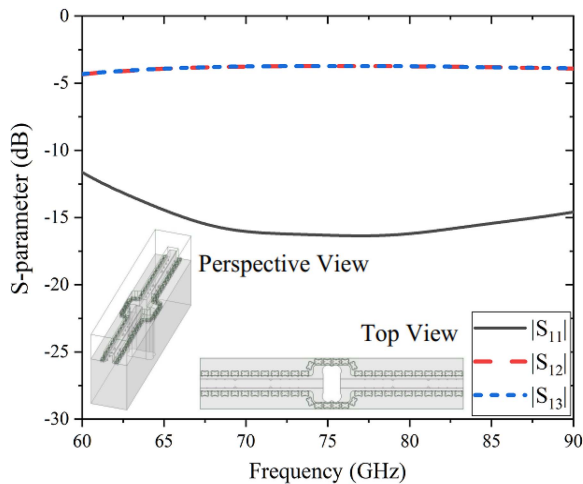 0
-5
-10
-15
-20
-25
-30
S-parameter (dB)
Perspective View
Top View
|S₁₁|
|S₁₂|
|S₁₃|
60 65 70 75 80 85 90
Frequency (GHz)